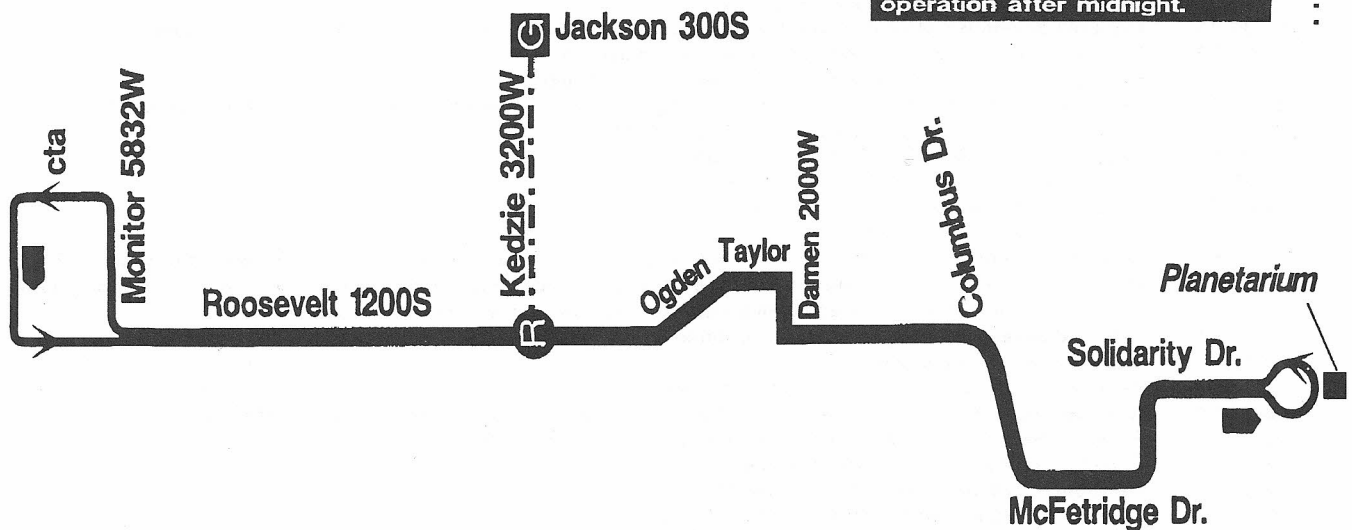 operation after midnight.
G Jackson 300S
cta
Monitor 5832W
Kedzie 3200W
Roosevelt 1200S
R
Ogden
Taylor
Damen 2000W
Columbus Dr.
Planetarium
Solidarity Dr.
McFetridge Dr.